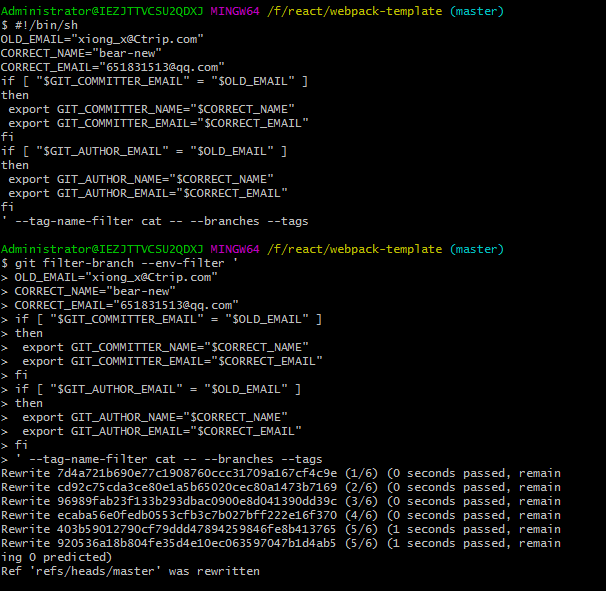 Administrator@IEZJTTVCSU2QDXJ MINGW64 /f/react/webpack-template (master)
$ #!/bin/sh
OLD_EMAIL="xiong_x@Ctrip.com"
CORRECT_NAME="bear-new"
CORRECT_EMAIL="651831513@qq.com"
if [ "$GIT_COMMITTER_EMAIL" = "$OLD_EMAIL" ]
then
 export GIT_COMMITTER_NAME="$CORRECT_NAME"
 export GIT_COMMITTER_EMAIL="$CORRECT_EMAIL"
fi
if [ "$GIT_AUTHOR_EMAIL" = "$OLD_EMAIL" ]
then
 export GIT_AUTHOR_NAME="$CORRECT_NAME"
 export GIT_AUTHOR_EMAIL="$CORRECT_EMAIL"
fi
' --tag-name-filter cat -- --branches --tags

Administrator@IEZJTTVCSU2QDXJ MINGW64 /f/react/webpack-template (master)
$ git filter-branch --env-filter '
> OLD_EMAIL="xiong_x@Ctrip.com"
> CORRECT_NAME="bear-new"
> CORRECT_EMAIL="651831513@qq.com"
> if [ "$GIT_COMMITTER_EMAIL" = "$OLD_EMAIL" ]
> then
>  export GIT_COMMITTER_NAME="$CORRECT_NAME"
>  export GIT_COMMITTER_EMAIL="$CORRECT_EMAIL"
> fi
> if [ "$GIT_AUTHOR_EMAIL" = "$OLD_EMAIL" ]
> then
>  export GIT_AUTHOR_NAME="$CORRECT_NAME"
>  export GIT_AUTHOR_EMAIL="$CORRECT_EMAIL"
> fi
> ' --tag-name-filter cat -- --branches --tags
Rewrite 7d4a721b690e77c1908760ccc31709a167cf4c9e (1/6) (0 seconds passed, remain
Rewrite cd92c75cda3ce80e1a5b65020cec80a1473b7169 (2/6) (0 seconds passed, remain
Rewrite 96989fab23f133b293dbac0900e8d041390dd39c (3/6) (0 seconds passed, remain
Rewrite ecaba56e0fedb0553cfb3c7b027bff222e16f370 (4/6) (0 seconds passed, remain
Rewrite 403b59012790cf79ddd47894259846fe8b413765 (5/6) (1 seconds passed, remain
Rewrite 920536a18b804fe35d4e10ec063597047b1d4ab5 (5/6) (1 seconds passed, remain
ing 0 predicted)
Ref 'refs/heads/master' was rewritten